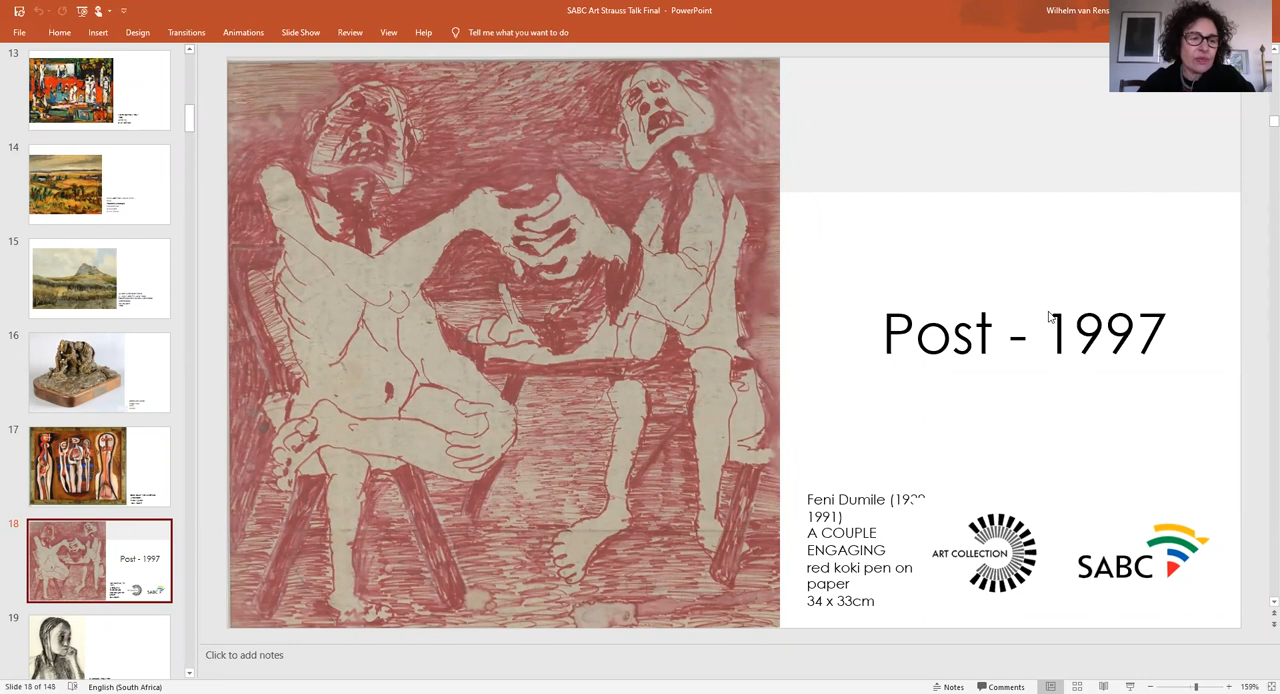 SABC Art Strauss Talk Final - PowerPoint
Wilhelm van Rens
File Home Insert Design Transitions Animations Slide Show Review View Help Tell me what you want to do
13
14
15
16
17
18
19
Post - 1997
Post - 1997
Feni Dumile (
1991)
A COUPLE
ENGAGING
red koki pen on
paper
34 x 33cm
ART COLLECTION
SABC
Click to add notes
Slide 18 of 148 English (South Africa) Notes Comments 159%